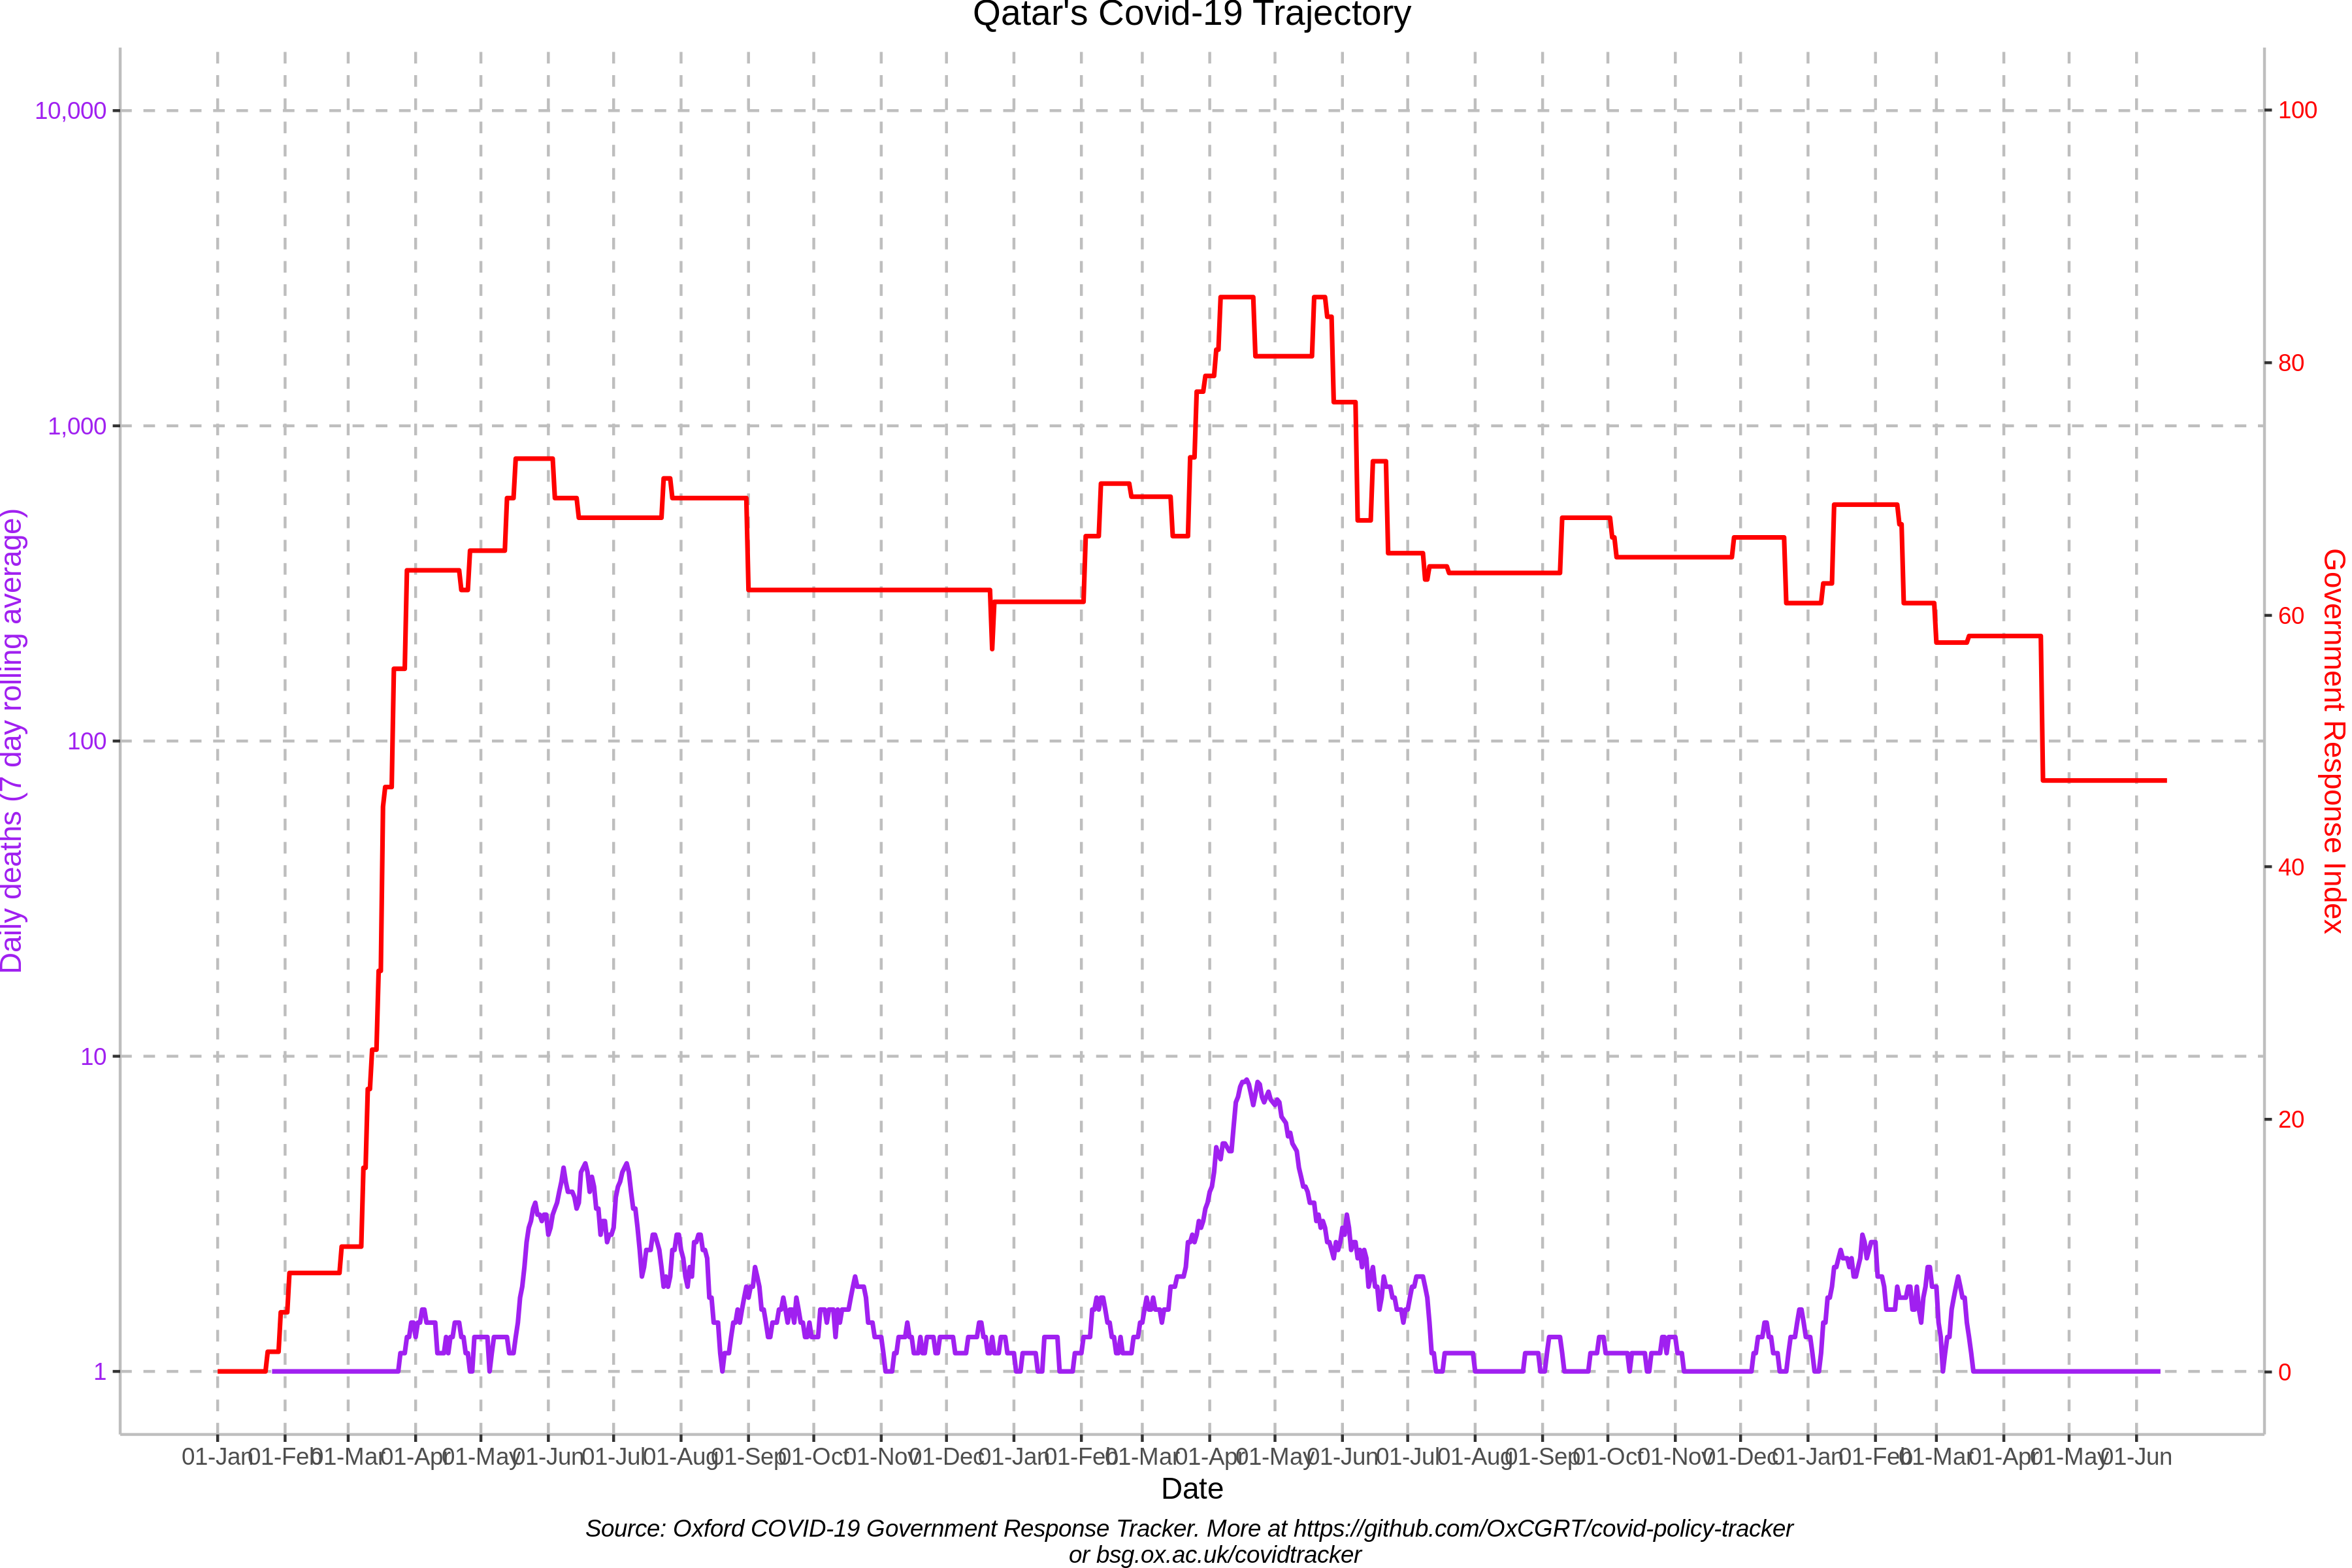 Qatar's Covid-19 Trajectory
10,000
1,000
100
10
1
Daily deaths (7 day rolling average)
100
80
60
40
20
0
Government Response Index
01-Jan 01-Feb 01-Mar 01-Apr 01-May 01-Jun 01-Jul 01-Aug 01-Sep 01-Oct 01-Nov 01-Dec 01-Jan 01-Feb 01-Mar 01-Apr 01-May 01-Jun 01-Jul 01-Aug 01-Sep 01-Oct 01-Nov 01-Dec 01-Jan 01-Feb 01-Mar 01-Apr 01-May 01-Jun
Date
Source: Oxford COVID-19 Government Response Tracker. More at https://github.com/OxCGRT/covid-policy-tracker
or bsg.ox.ac.uk/covidtracker